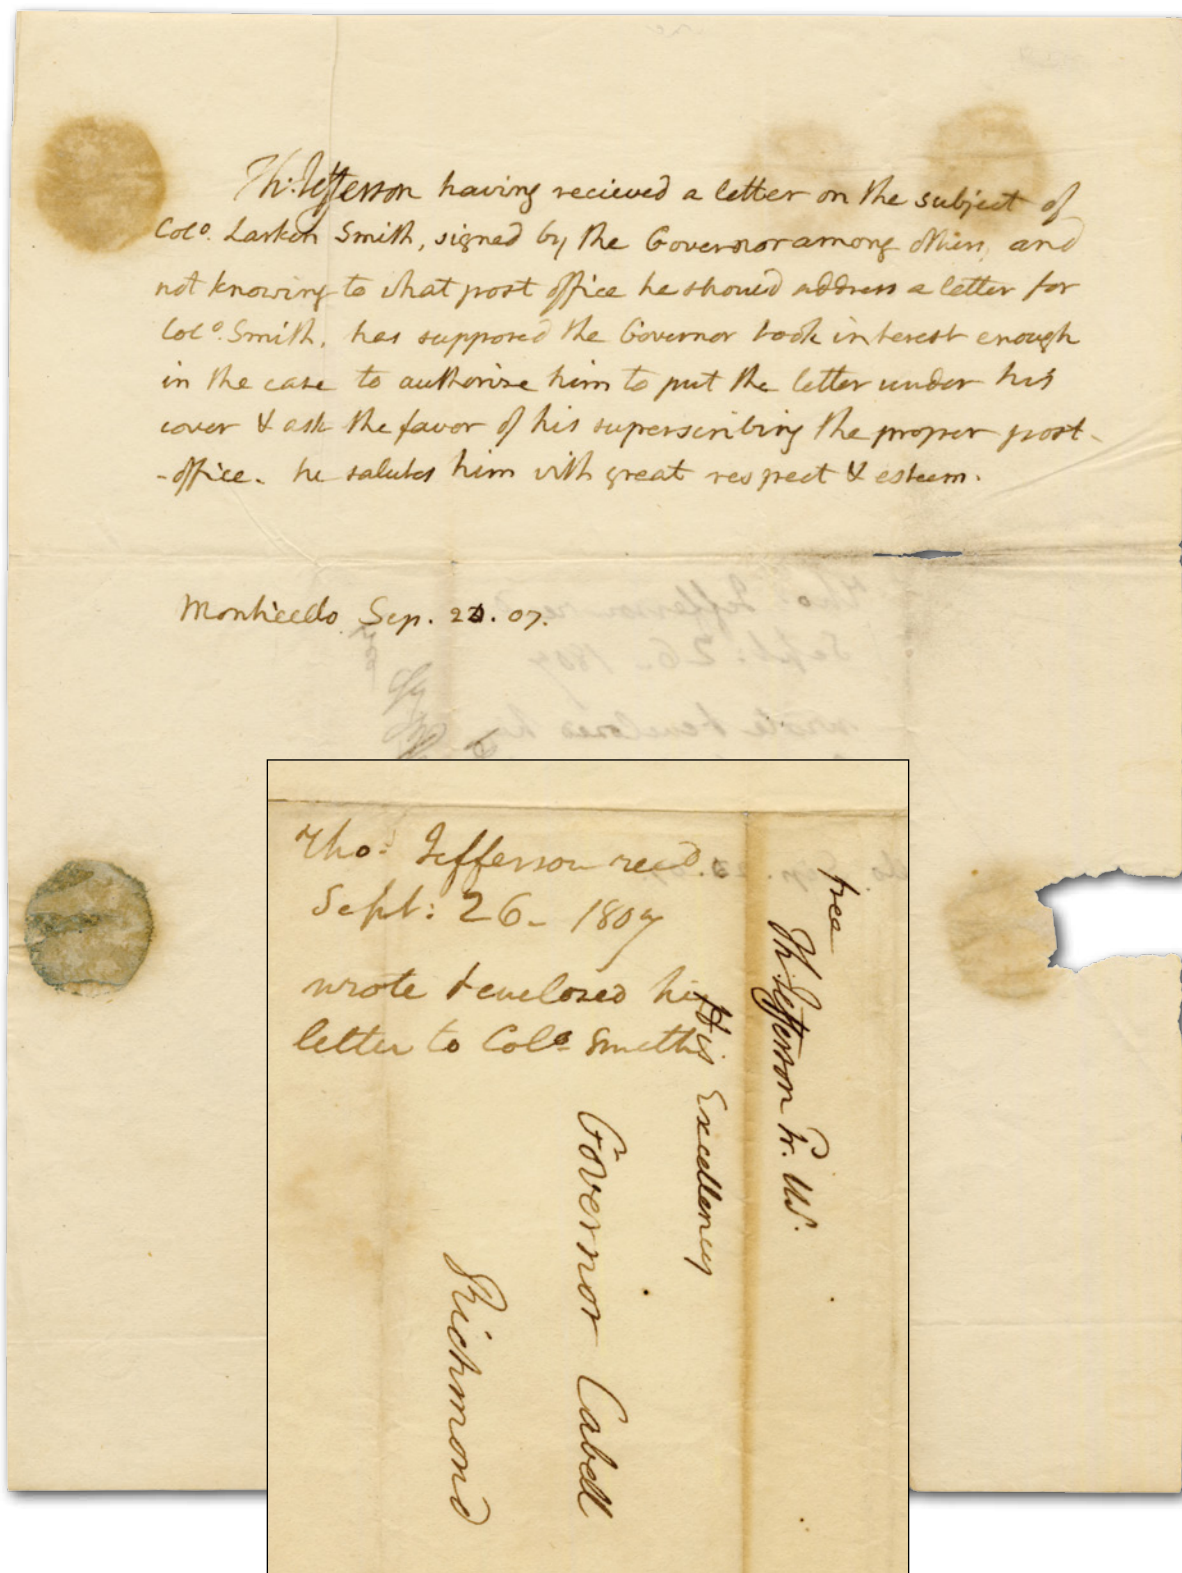 Th: Jefferson having recieved a letter on the subject of
Colo. Larkin Smith, signed by the Governor among others, and
not knowing to what post office he should address a letter for
Colo. Smith, has supposed the Governor took interest enough
in the case to authorise him to put the letter under his
cover & ask the favor of his superscribing the proper post-
-office. he salutes him with great respect & esteem.
Monticello Sep. . 07.
Tho: Jefferson recd.
Sept: 26- 1807
wrote & enclosed his
letter to Colo. Smith
free
Th: Jefferson Pr. US.
His Excellency
Governor Cabell
Richmond